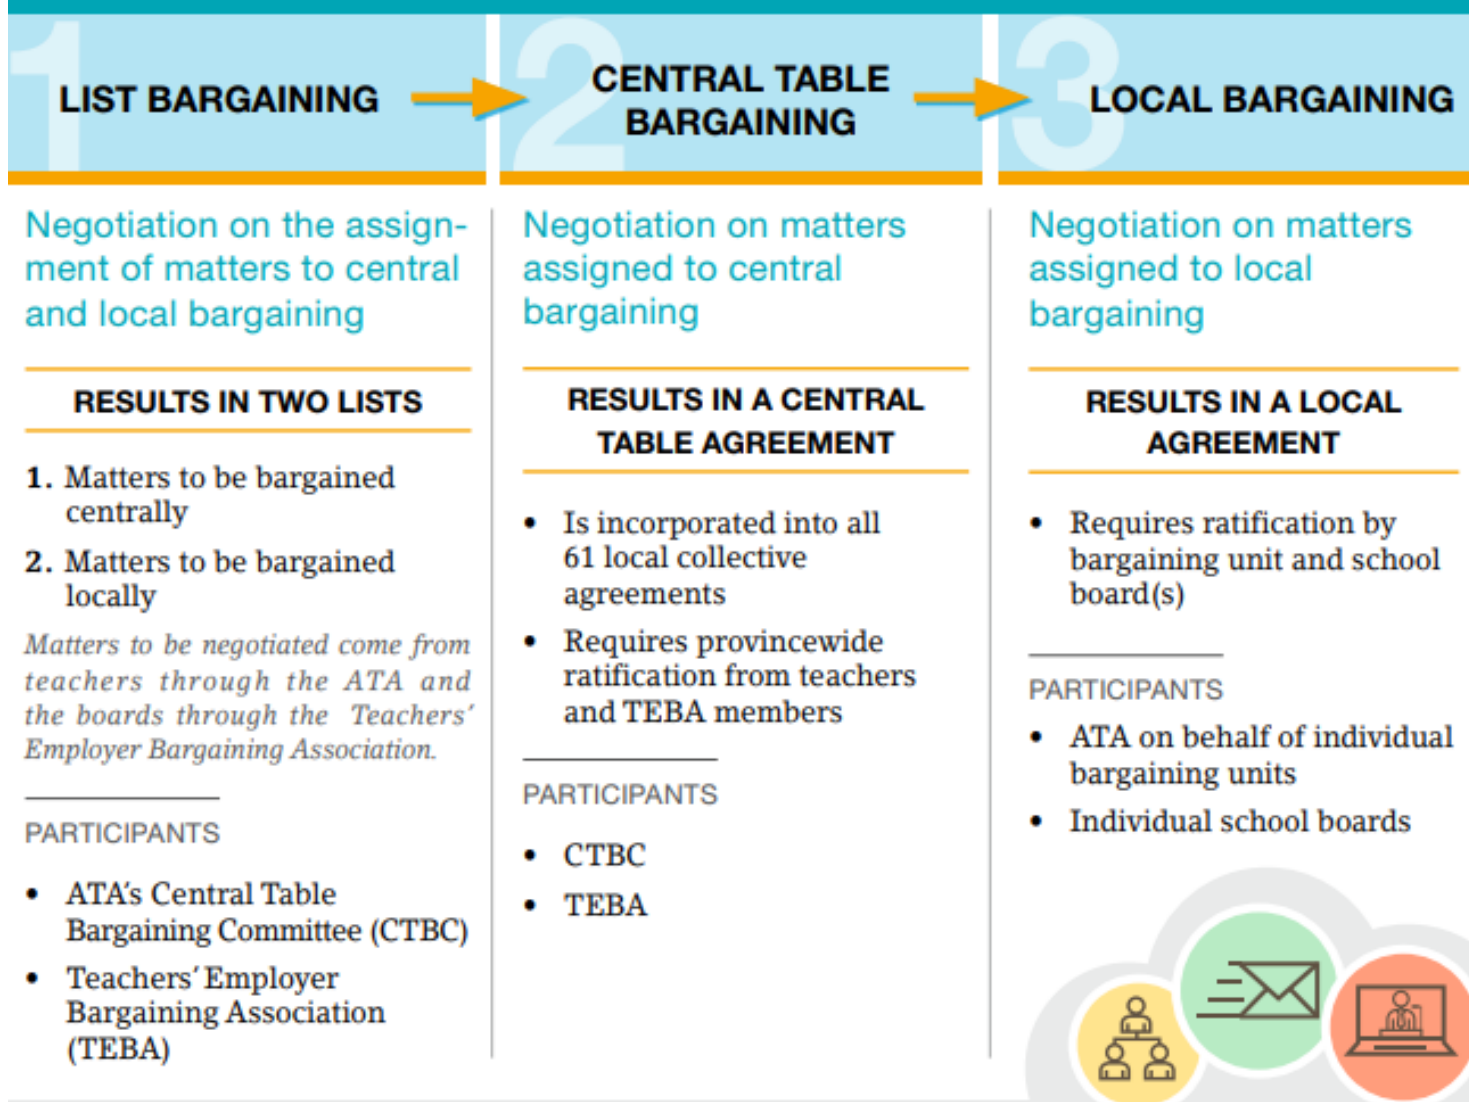 1
LIST BARGAINING
Negotiation on the assign-
ment of matters to central
and local bargaining
RESULTS IN TWO LISTS
1. Matters to be bargained
centrally
2. Matters to be bargained
locally
Matters to be negotiated come from
teachers through the ATA and
the boards through the Teachers’
Employer Bargaining Association.
PARTICIPANTS
• ATA’s Central Table
Bargaining Committee (CTBC)
• Teachers’ Employer
Bargaining Association
(TEBA)
2
CENTRAL TABLE
BARGAINING
Negotiation on matters
assigned to central
bargaining
RESULTS IN A CENTRAL
TABLE AGREEMENT
• Is incorporated into all
61 local collective
agreements
• Requires provincewide
ratification from teachers
and TEBA members
PARTICIPANTS
• CTBC
• TEBA
3
LOCAL BARGAINING
Negotiation on matters
assigned to local
bargaining
RESULTS IN A LOCAL
AGREEMENT
• Requires ratification by
bargaining unit and school
board(s)
PARTICIPANTS
• ATA on behalf of individual
bargaining units
• Individual school boards